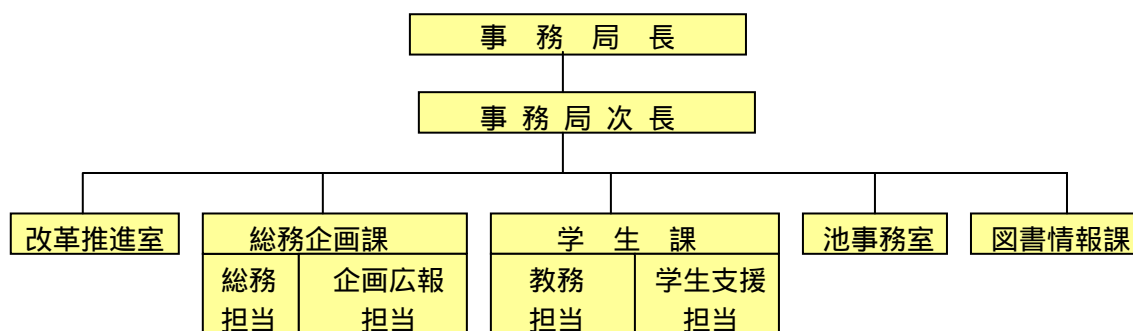 事 務 局 長
事 務 局 次 長
改革推進室
総務企画課
学 生 課
池事務室
図書情報課
総務
担当
企画広報
担当
教務
担当
学生支援
担当